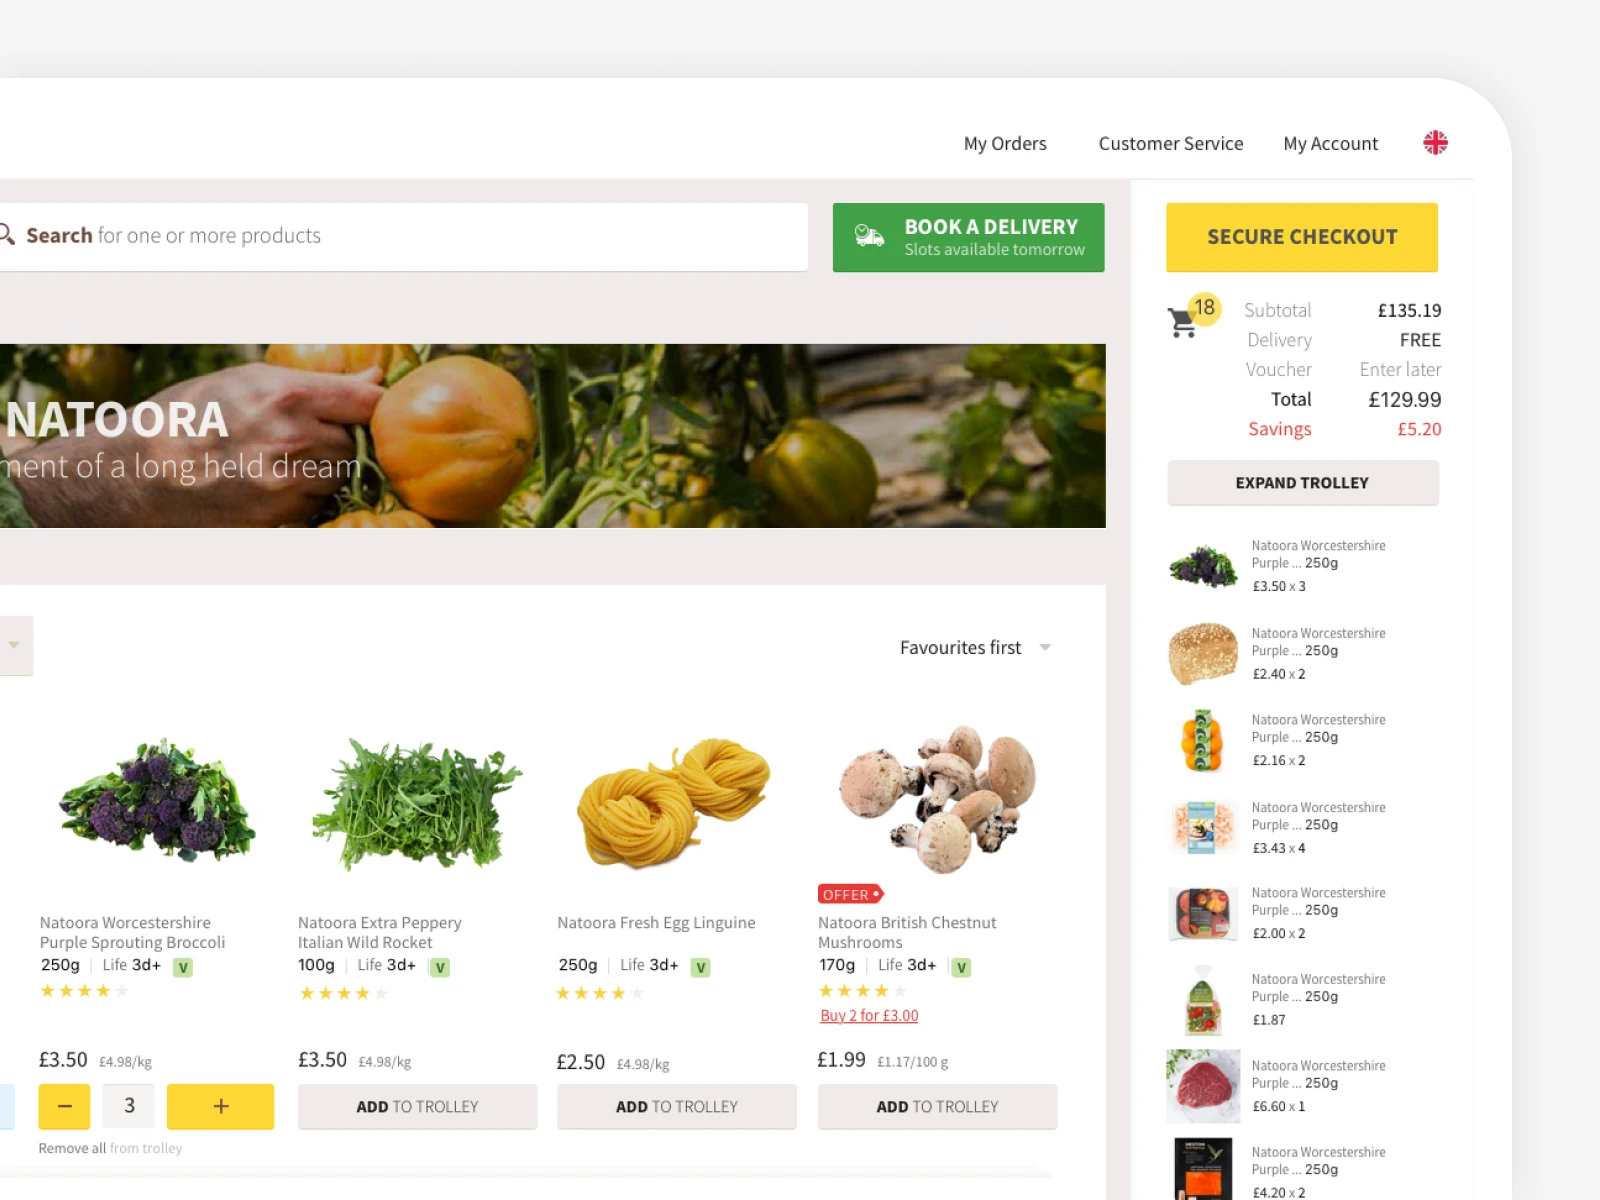 My Orders
Customer Service
My Account
Search for one or more products
BOOK A DELIVERY
Slots available tomorrow
SECURE CHECKOUT
18
Subtotal £135.19
Delivery FREE
Voucher Enter later
Total £129.99
Savings £5.20
EXPAND TROLLEY
NATOORA
ment of a long held dream
Favourites first
Natoora Worcestershire
Purple Sprouting Broccoli
250g | Life 3d+ V
£3.50 £4.98/kg
− 3 +
Remove all from trolley
Natoora Extra Peppery
Italian Wild Rocket
100g | Life 3d+ V
£3.50 £4.98/kg
ADD TO TROLLEY
Natoora Fresh Egg Linguine
250g | Life 3d+ V
£2.50 £4.98/kg
ADD TO TROLLEY
OFFER
Natoora British Chestnut
Mushrooms
170g | Life 3d+ V
Buy 2 for £3.00
£1.99 £1.17/100 g
ADD TO TROLLEY
Natoora Worcestershire
Purple ... 250g
£3.50 x 3
Natoora Worcestershire
Purple ... 250g
£2.40 x 2
Natoora Worcestershire
Purple ... 250g
£2.16 x 2
Natoora Worcestershire
Purple ... 250g
£3.43 x 4
Natoora Worcestershire
Purple ... 250g
£2.00 x 2
Natoora Worcestershire
Purple ... 250g
£1.87
Natoora Worcestershire
Purple ... 250g
£6.60 x 1
Natoora Worcestershire
Purple ... 250g
£4.20 x 2